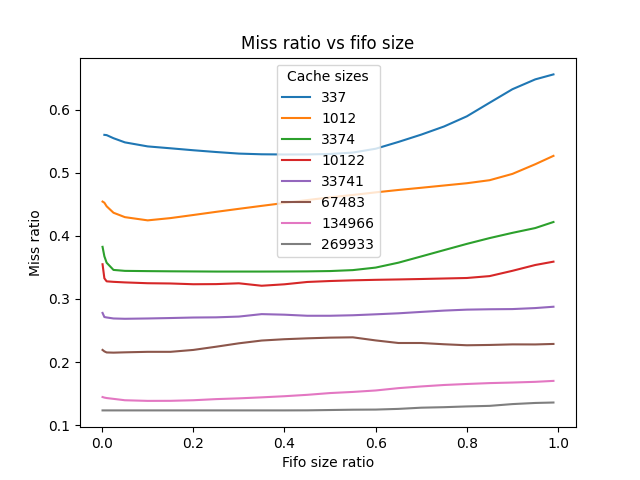 Miss ratio vs fifo size
Cache sizes
337
1012
3374
10122
33741
67483
134966
269933
Miss ratio
0.6
0.5
0.4
0.3
0.2
0.1
0.0 0.2 0.4 0.6 0.8 1.0
Fifo size ratio